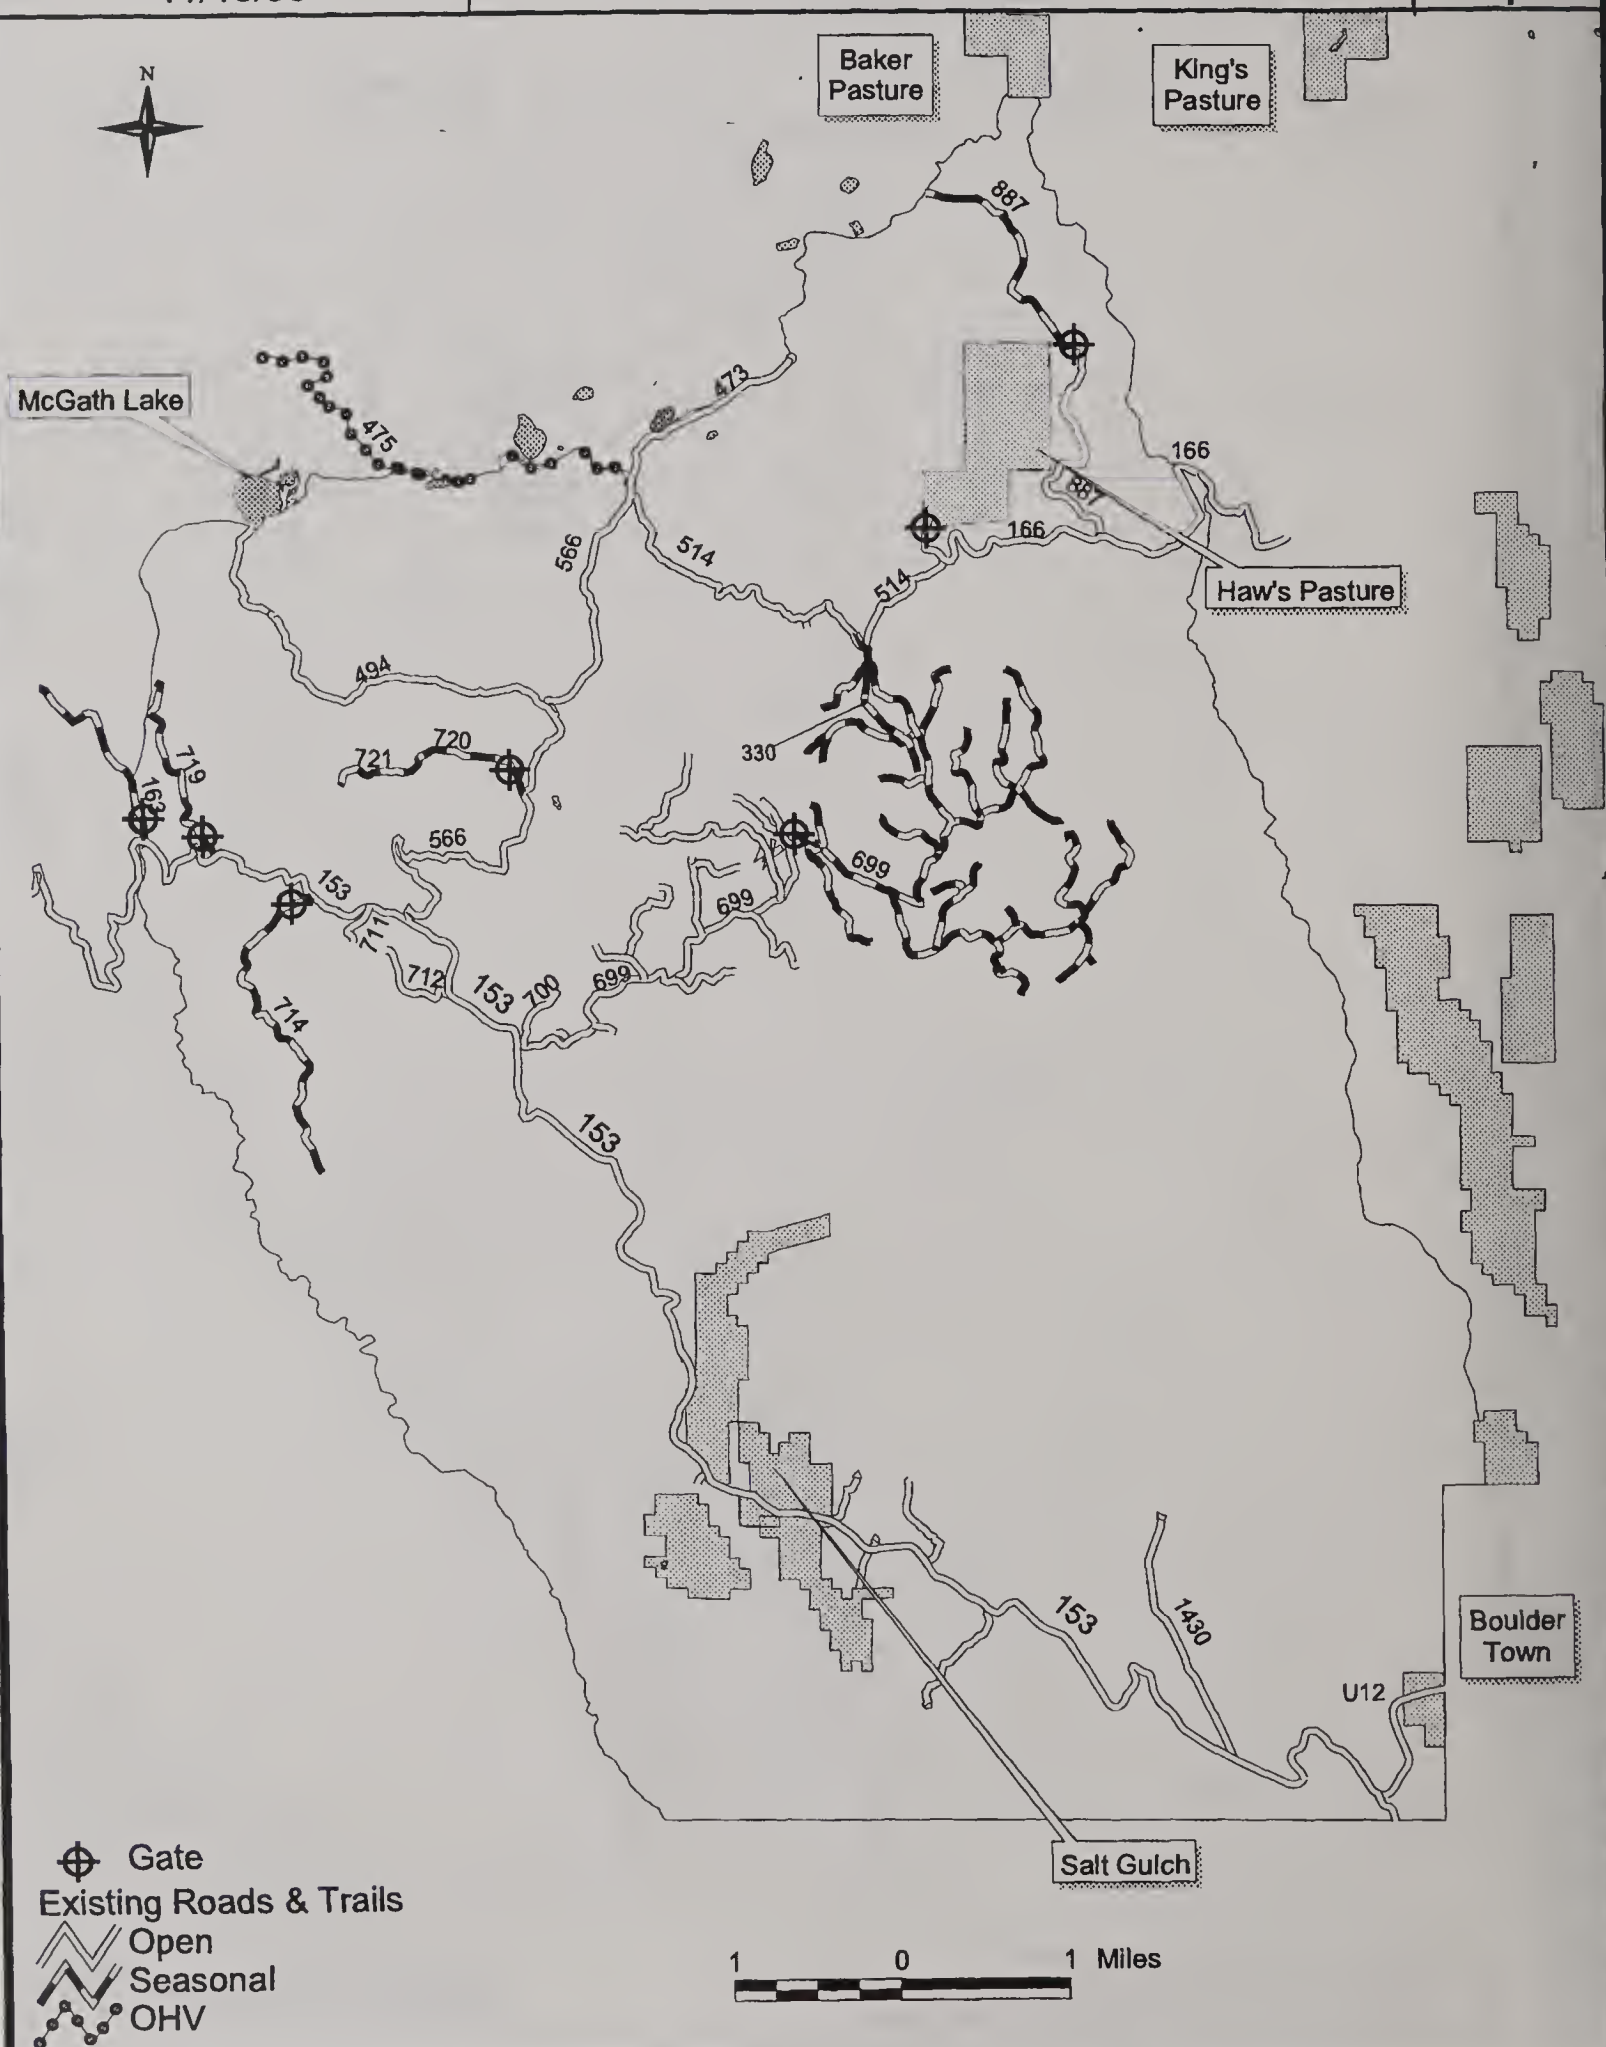 Baker
Pasture
King's
Pasture
N
887
473
McGath Lake
475
166
887
566
514
166
514
Haw's Pasture
494
720
721
330
719
163
566
699
153
699
711
712
153
700
699
714
153
153
1430
Boulder
Town
U12
Salt Gulch
Gate
Existing Roads & Trails
Open
Seasonal
OHV
1 0 1 Miles